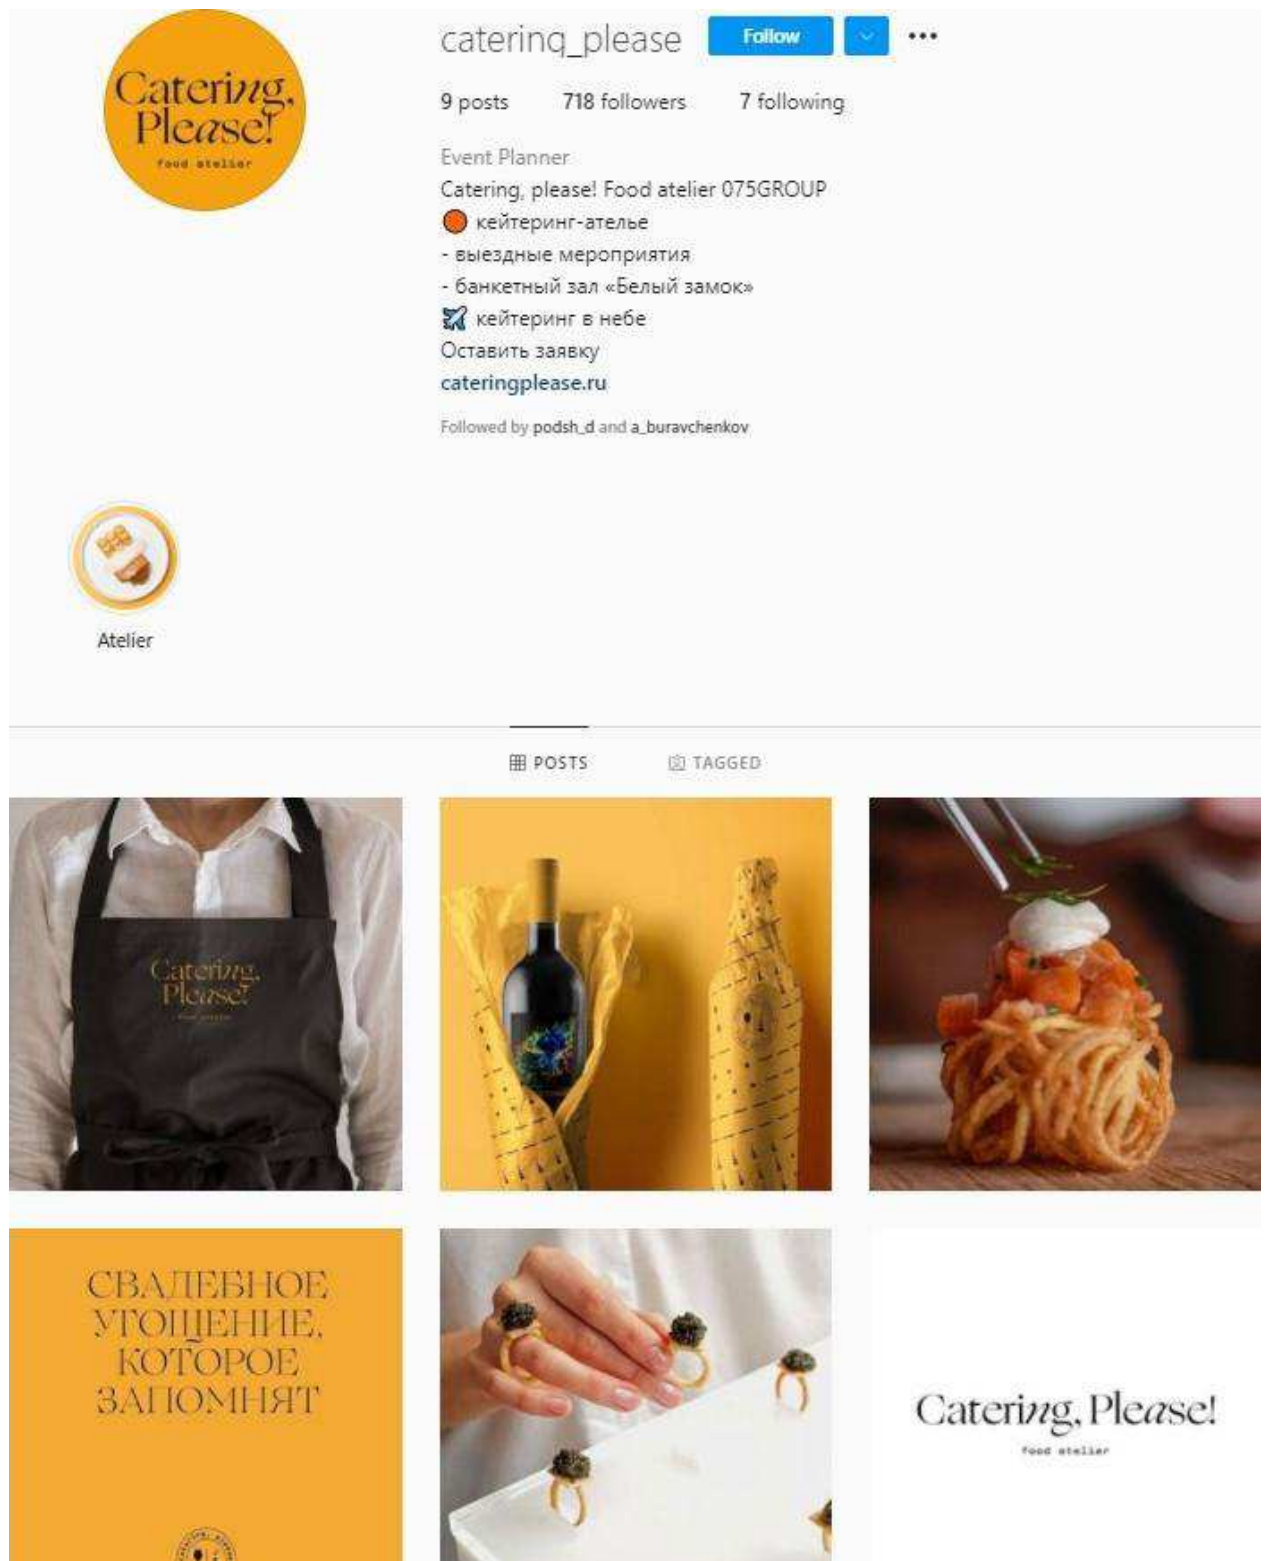 Catering,
Please!
food atelier
catering_please
Follow
9 posts 718 followers 7 following
Event Planner
Catering, please! Food atelier 075GROUP
кейтеринг-ателье
- выездные мероприятия
- банкетный зал «Белый замок»
кейтеринг в небе
Оставить заявку
cateringplease.ru
Followed by podsh_d and a_buravchenkov
Atelier
POSTS TAGGED
Catering,
Please!
СВАДЕБНОЕ
УГОЩЕНИЕ,
КОТОРОЕ
ЗАПОМНЯТ
Catering, Please!
food atelier